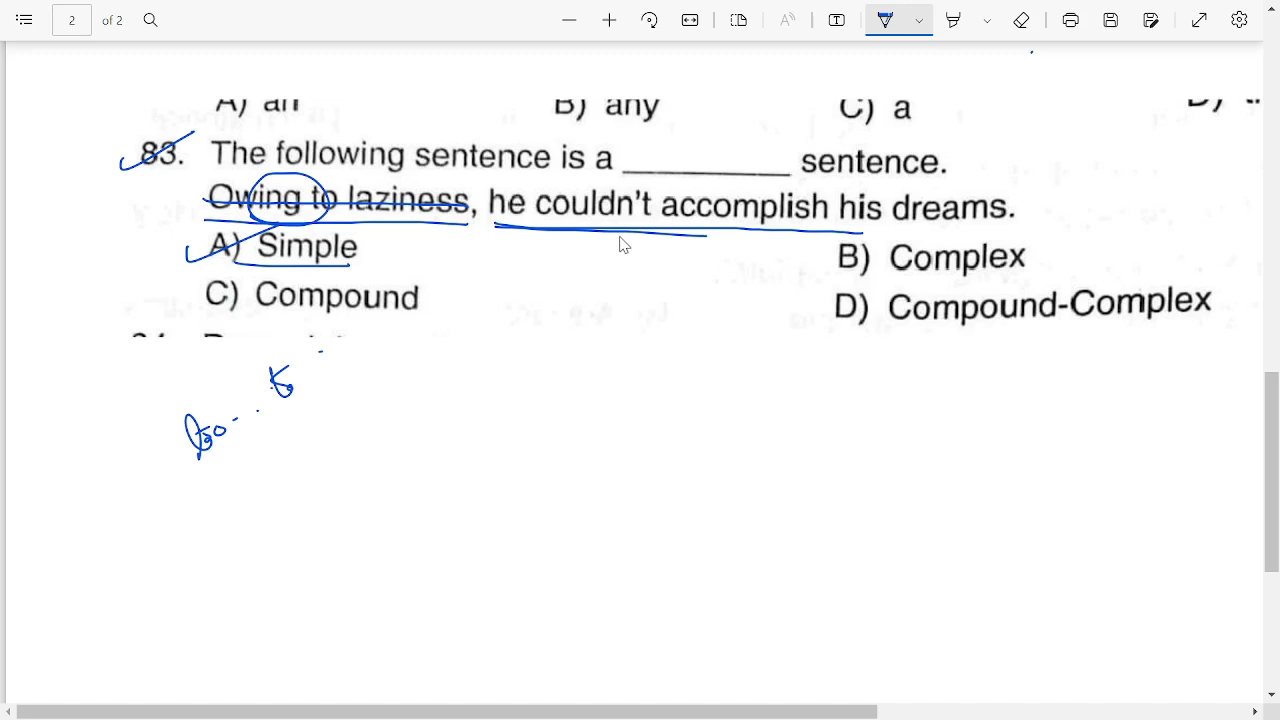 2 of 2
A) an B) any C) a
83. The following sentence is a __________ sentence.
Owing to laziness, he couldn't accomplish his dreams.
A) Simple B) Complex
C) Compound D) Compound-Complex